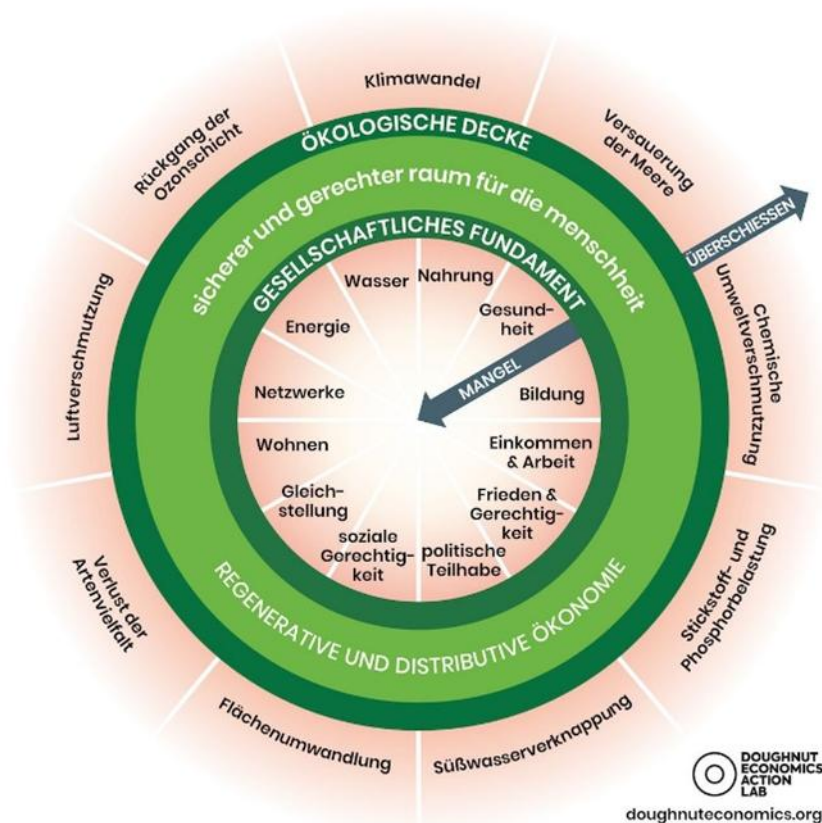 Klimawandel
Rückgang der
Ozonschicht
Versauerung
der Meere
ÖKOLOGISCHE DECKE
sicherer und gerechter raum für die menschheit
GESELLSCHAFTLICHES FUNDAMENT
ÜBERSCHIESSEN
Wasser
Nahrung
Gesund-
heit
Energie
MANGEL
Netzwerke
Bildung
Wohnen
Einkommen
& Arbeit
Gleich-
stellung
Frieden &
Gerechtig-
keit
soziale
Gerechtig-
keit
politische
Teilhabe
Luftverschmutzung
Chemische
Umweltverschmutzung
REGENERATIVE UND DISTRIBUTIVE ÖKONOMIE
Verlust der
Artenvielfalt
Stickstoff- und
Phosphorbelastung
Flächenumwandlung
Süßwasserverknappung
DOUGHNUT
ECONOMICS
ACTION
LAB
doughnuteconomics.org